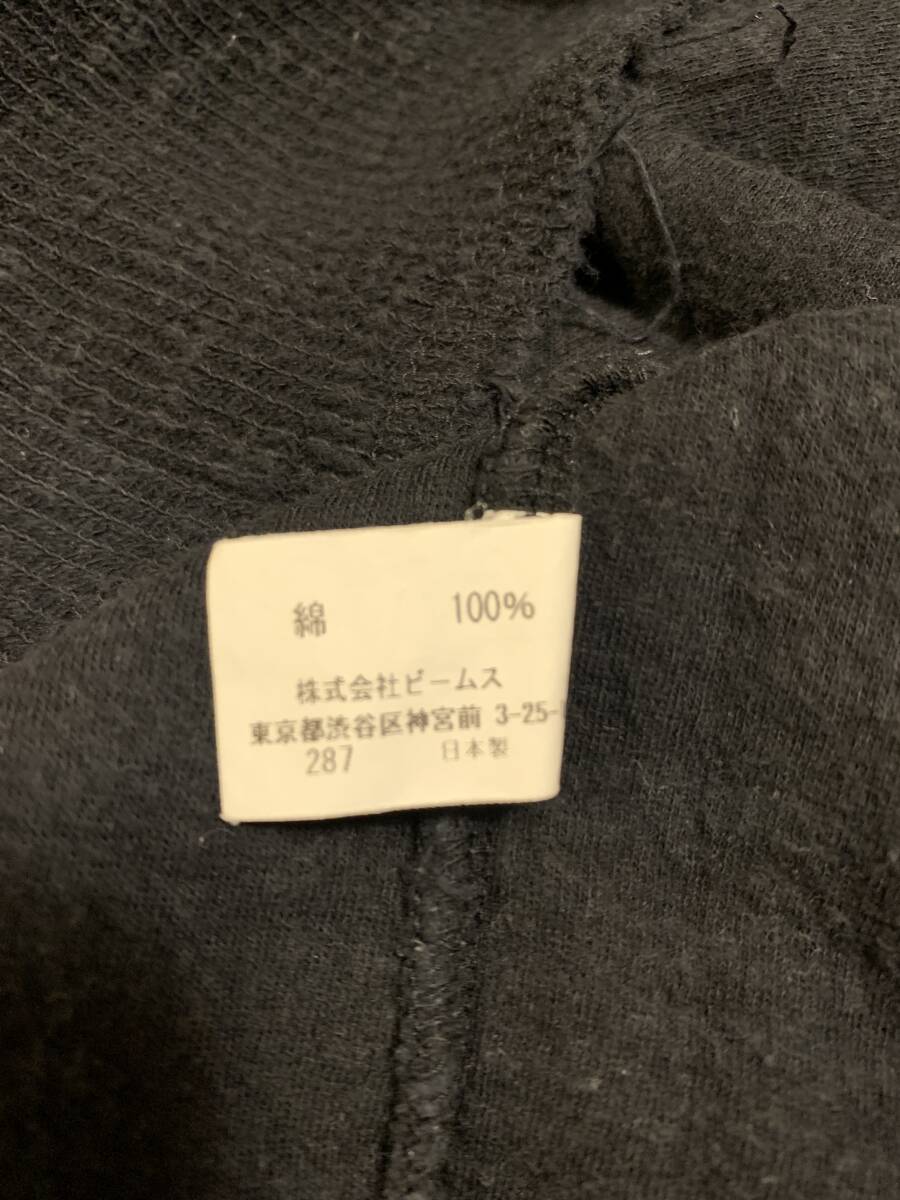 綿 100%
株式会社ビームス
東京都渋谷区神宮前 3-25-
287 日本製